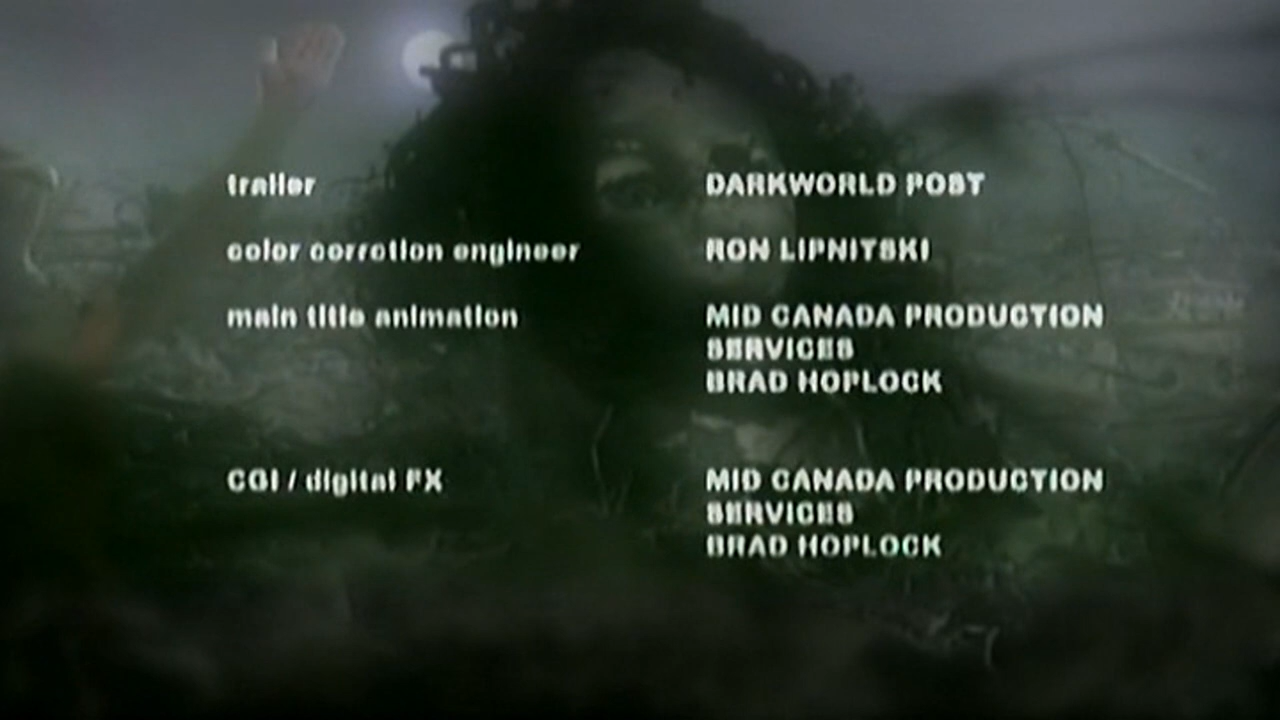 trailer DARKWORLD POST
color corrction engineer RON LIPNITSKI
main title animation MID CANADA PRODUCTION
SERVICES
BRAD HOPLOCK
CGI / digital FX MID CANADA PRODUCTION
SERVICES
BRAD HOPLOCK